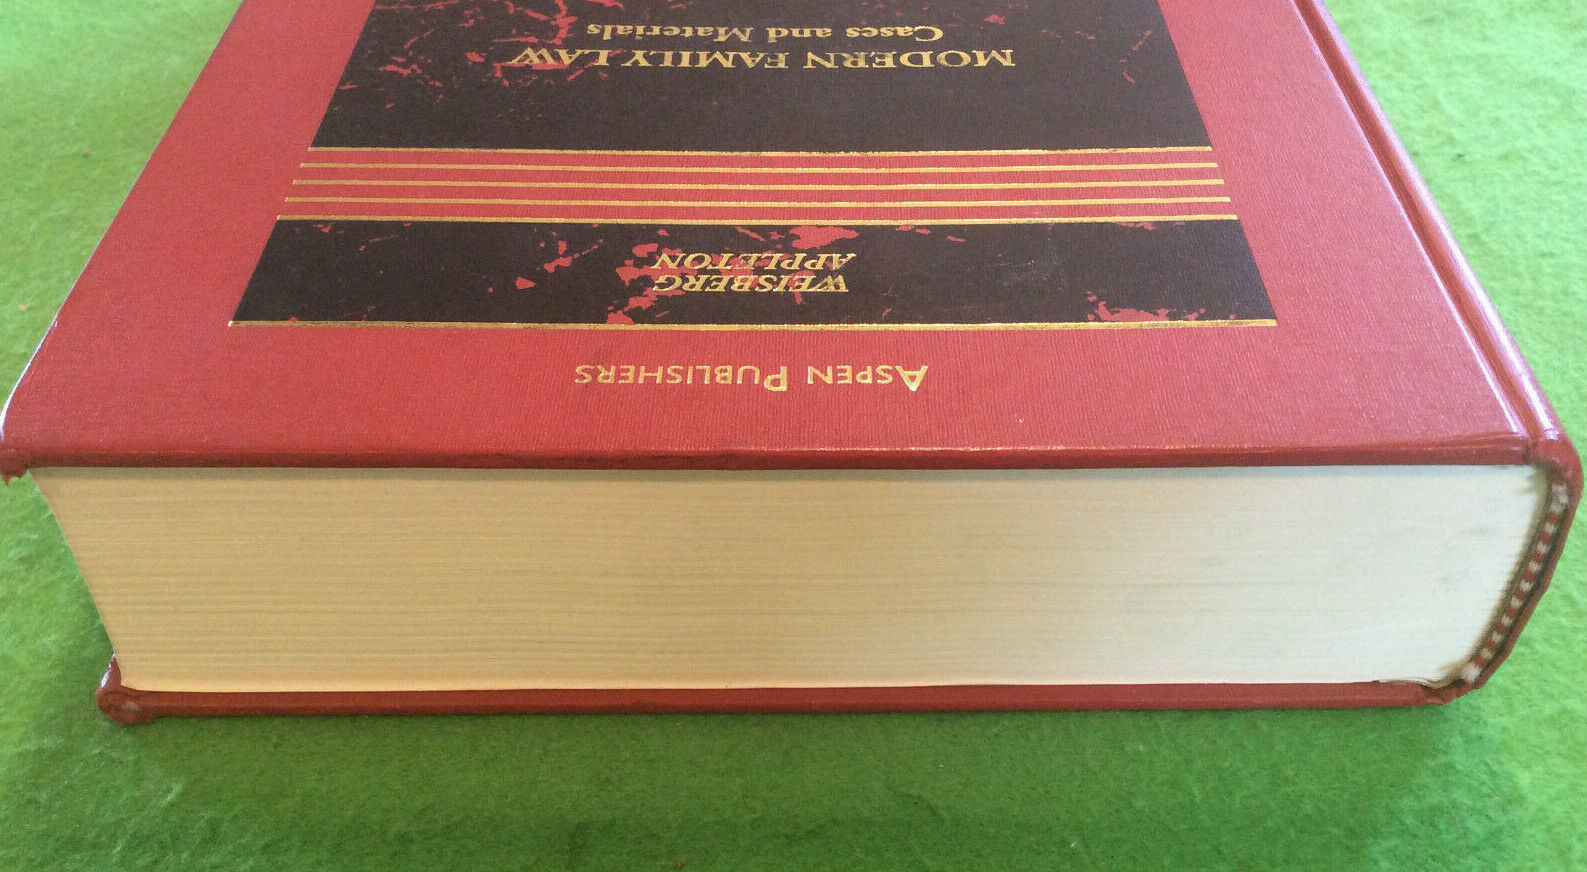 MODERN FAMILY LAW
Cases and Materials
WEISBERG
APPLETON
ASPEN PUBLISHERS